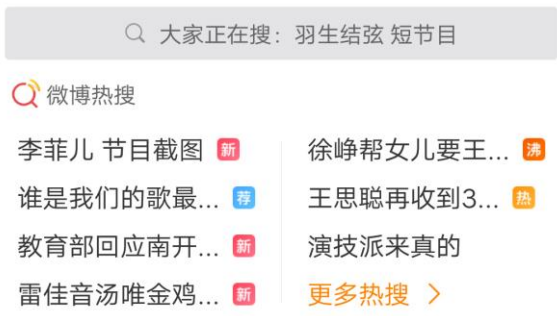 大家正在搜：羽生结弦 短节目
微博热搜
李菲儿 节目截图 新
徐峥帮女儿要王... 沸
谁是我们的歌最... 荐
王思聪再收到3... 热
教育部回应南开... 新
演技派来真的
雷佳音汤唯金鸡... 新
更多热搜 >